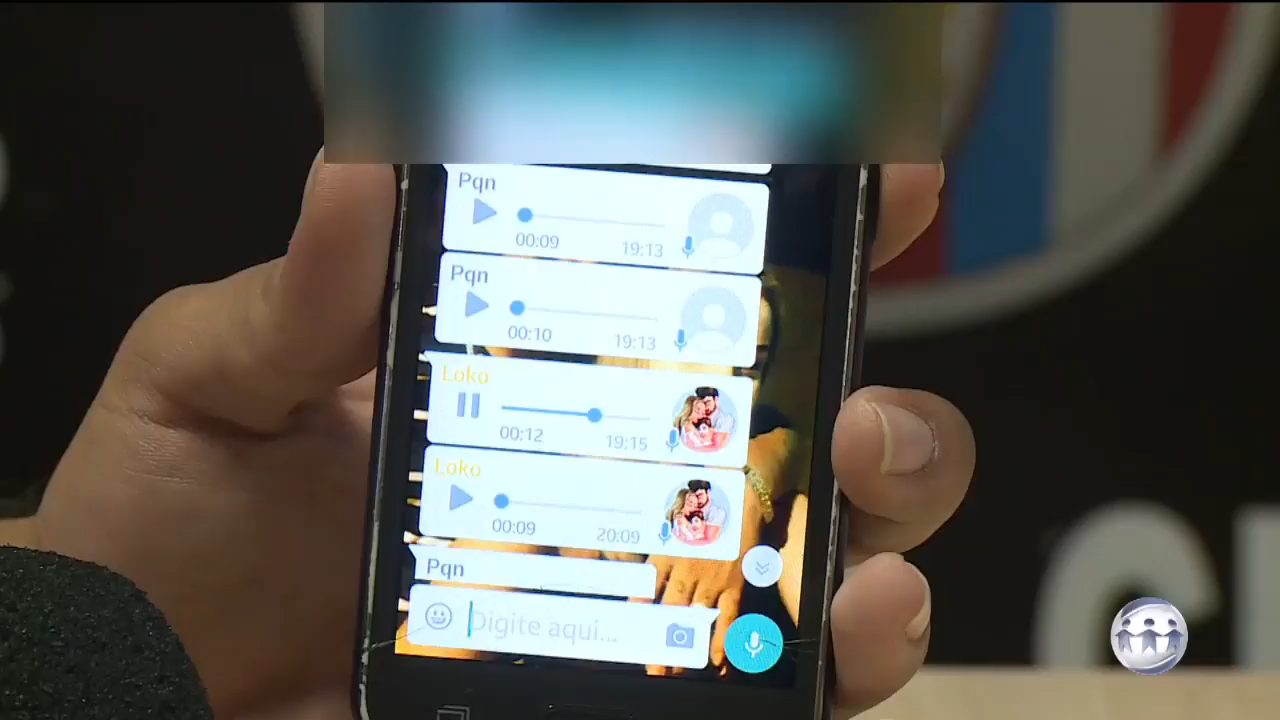 Pqn
00:09 19:13
Pqn
00:10 19:13
Loko
00:12 19:15
Loko
00:09 20:09
Pqn
Digite aqui...